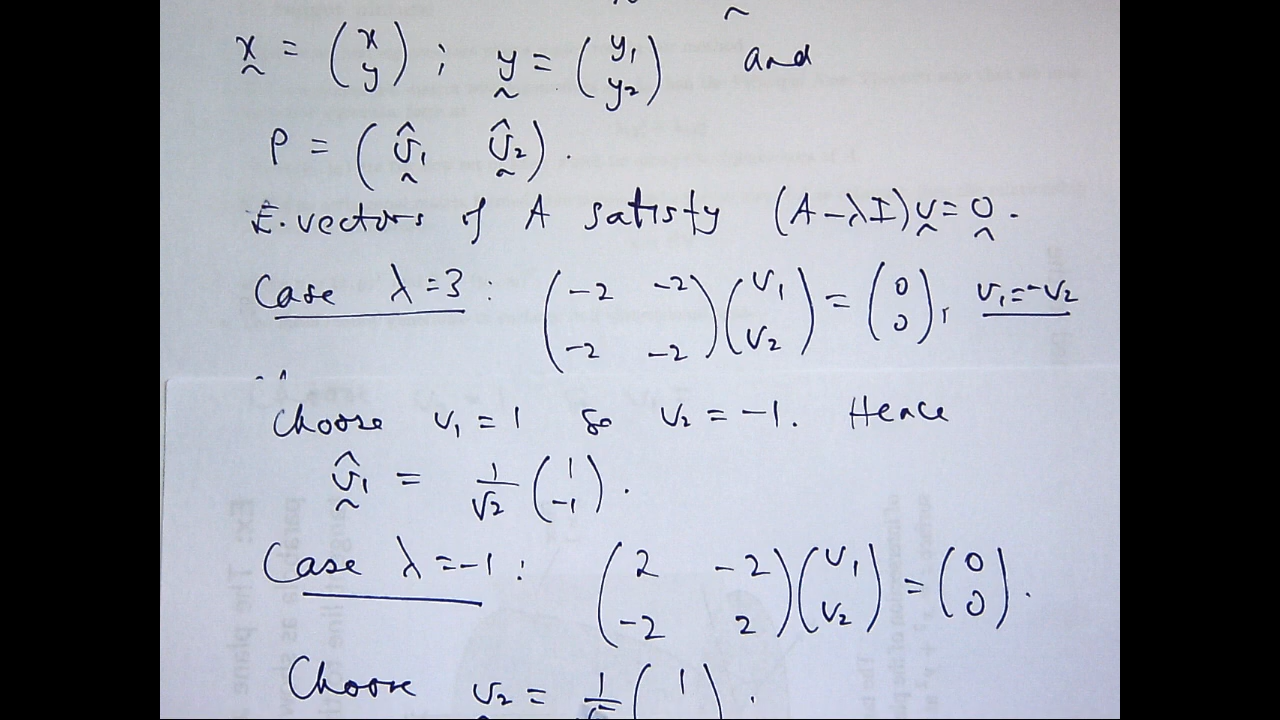 x̰ = (x y) ; y̰ = (y₁ y₂) and
P = (v̰̂₁ v̰̂₂).
E.vectors of A satisfy (A-λI)v̰ = 0̰.
Case λ=3: (-2 -2 -2 -2)(v₁ v₂) = (0 0), v₁=-v₂
Choose v₁ = 1 so v₂ = -1. Hence
v̰̂₁ = 1/√2 (1 -1).
Case λ=-1: (2 -2 -2 2)(v₁ v₂) = (0 0).
Choose v̰₂ = 1 (1